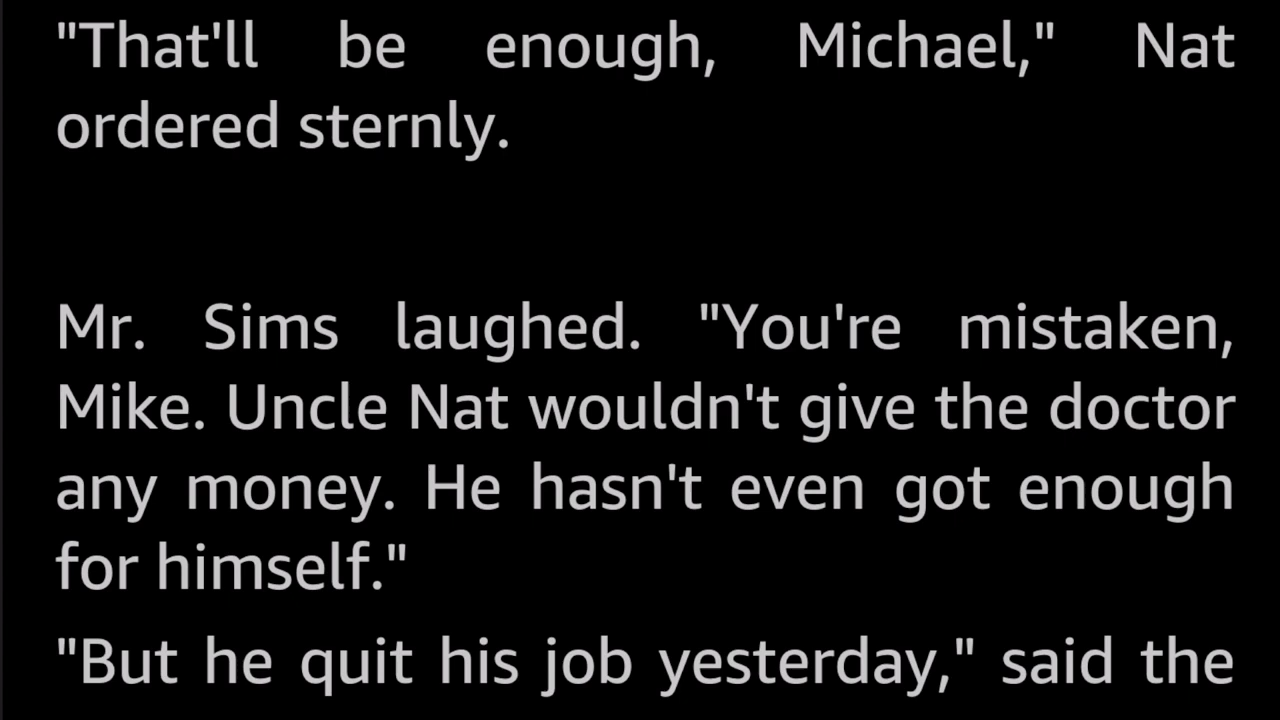 "That'll be enough, Michael," Nat
ordered sternly.
Mr. Sims laughed. "You're mistaken,
Mike. Uncle Nat wouldn't give the doctor
any money. He hasn't even got enough
for himself."
"But he quit his job yesterday," said the